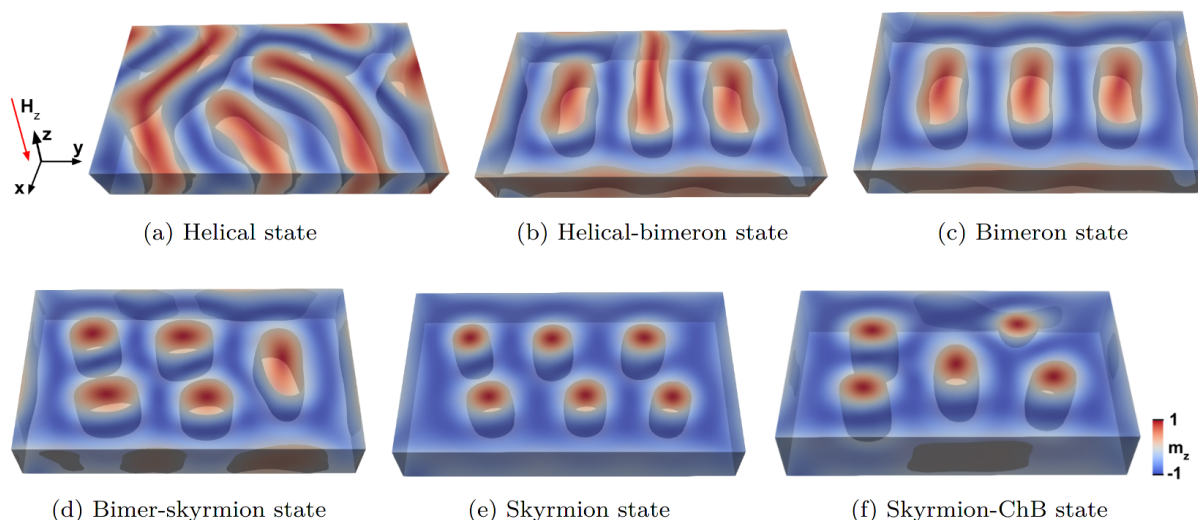 H_z
z
y
x
(a) Helical state
(b) Helical-bimeron state
(c) Bimeron state
1
m_z
-1
(d) Bimer-skyrmion state
(e) Skyrmion state
(f) Skyrmion-ChB state